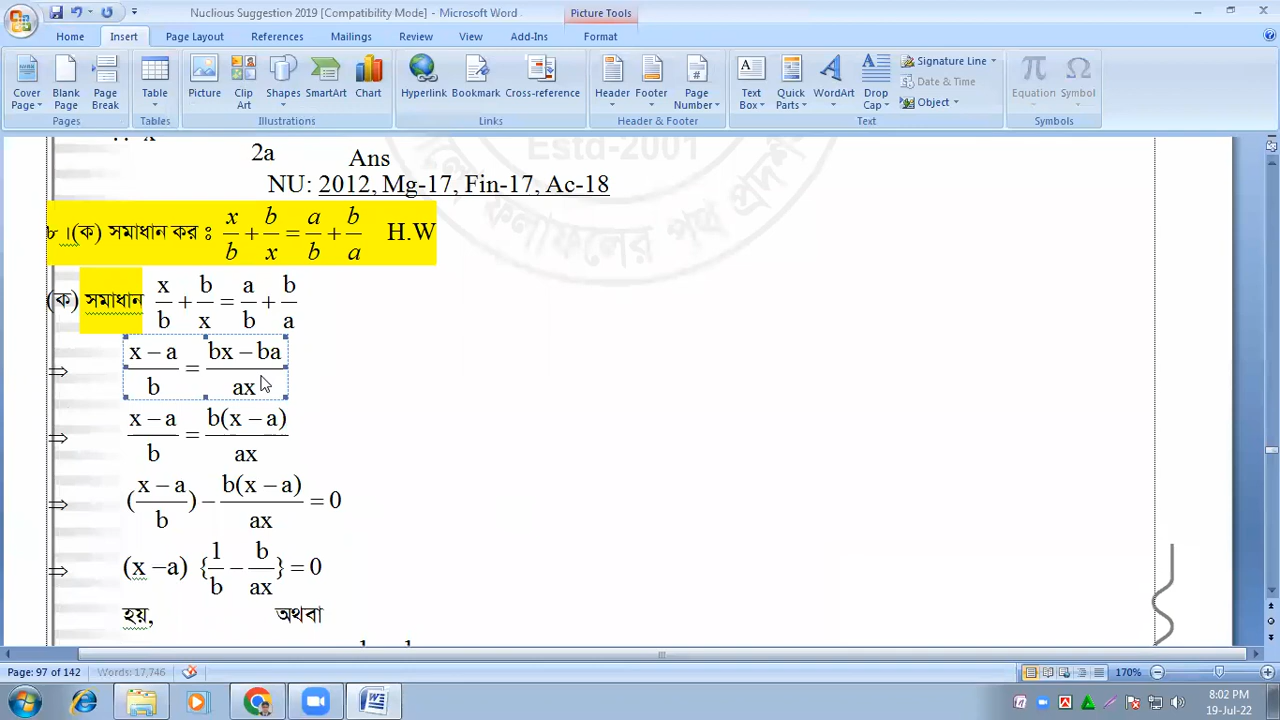 Nuclious Suggestion 2019 [Compatibility Mode] - Microsoft Word
Picture Tools
Home Insert Page Layout References Mailings Review View Add-Ins Format
Cover Page Blank Page Page Break Table Picture Clip Art Shapes SmartArt Chart Hyperlink Bookmark Cross-reference Header Footer Page Number Text Box Quick Parts WordArt Drop Cap Signature Line Date & Time Object Equation Symbol
Pages Tables Illustrations Links Header & Footer Text Symbols
Estd-2001
2a Ans
NU: 2012, Mg-17, Fin-17, Ac-18
৮।(ক) সমাধান কর ঃ x/b + b/x = a/b + b/a H.W
(ক) সমাধান x/b + b/x = a/b + b/a
⇒ (x – a)/b = (bx – ba)/ax
⇒ (x – a)/b = b(x – a)/ax
⇒ ((x – a)/b) – b(x – a)/ax = 0
⇒ (x –a) {1/b – b/ax} = 0
হয়, অথবা
Page: 97 of 142 Words: 17,746 170%
8:02 PM
19-Jul-22